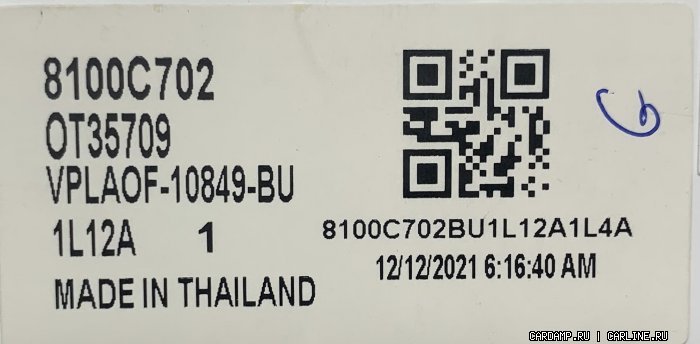 8100C702
OT35709
VPLAOF-10849-BU
1L12A 1
MADE IN THAILAND
8100C702BU1L12A1L4A
12/12/2021 6:16:40 AM
CARDAMP.RU | CARLINE.RU